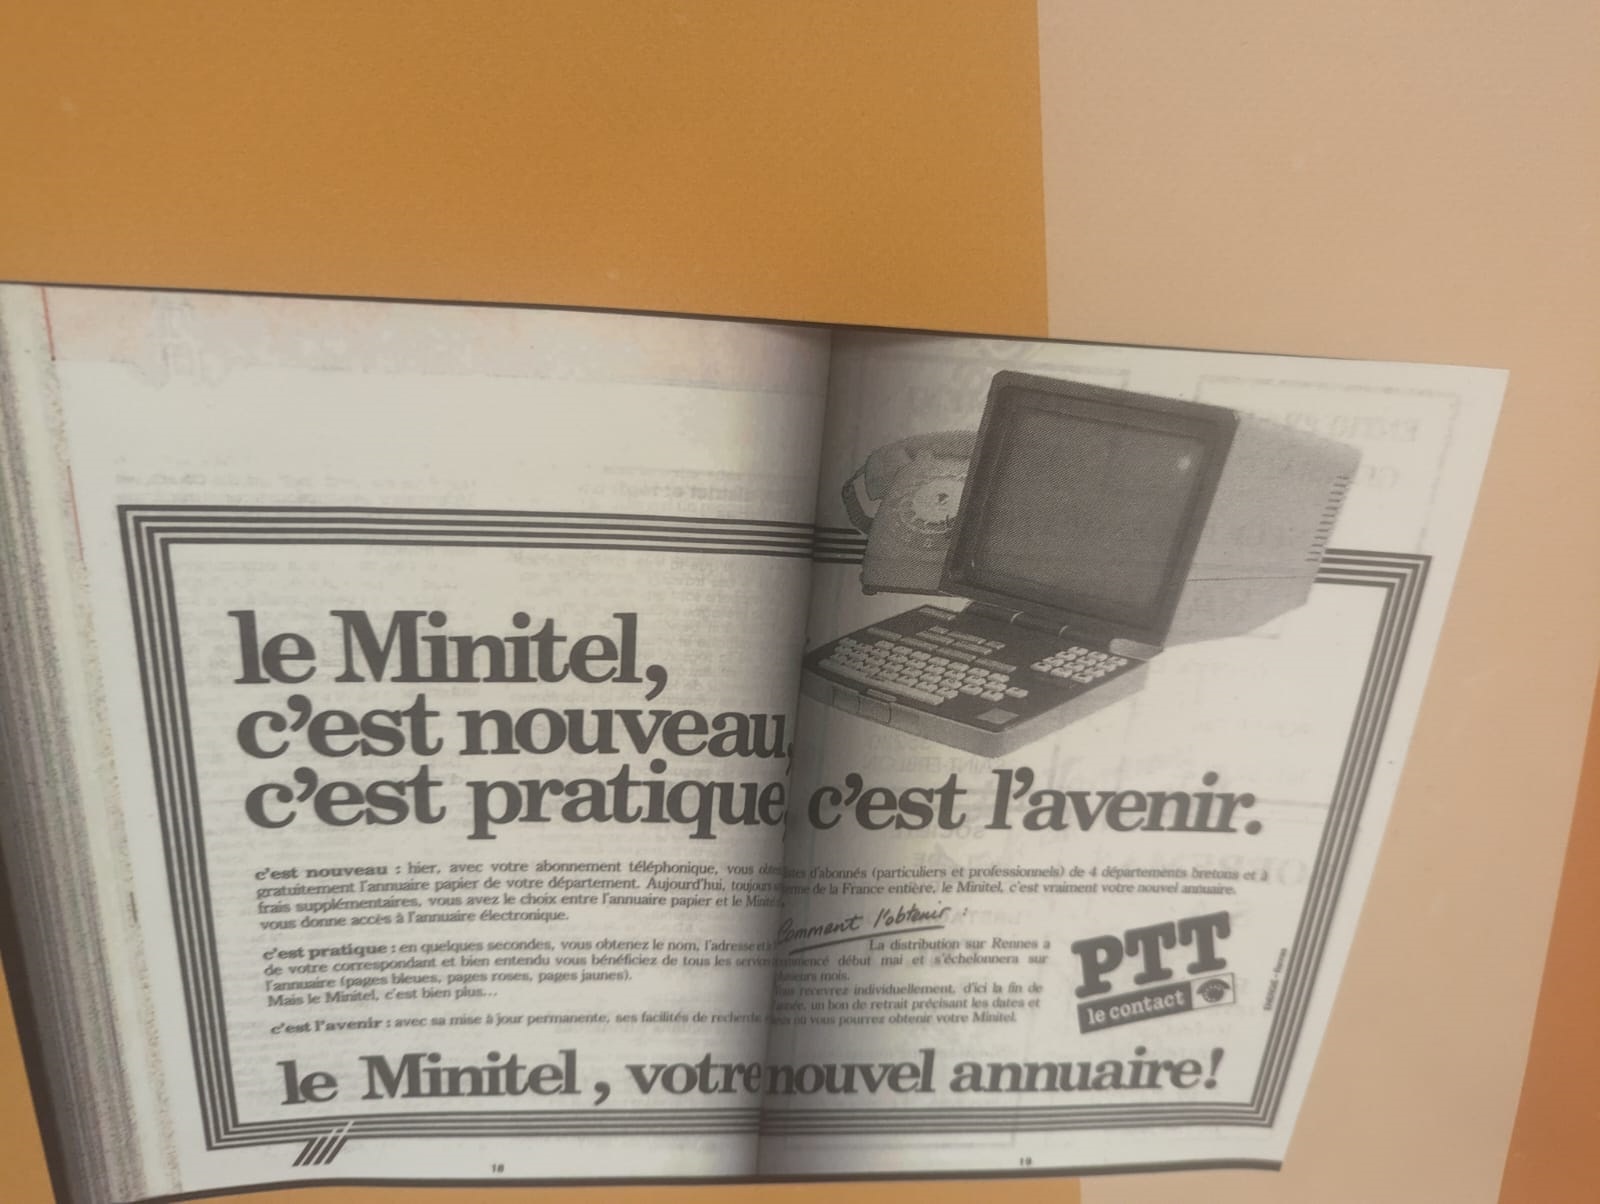 le Minitel,
c'est nouveau,
c'est pratique, c'est l'avenir.
c'est nouveau : hier, avec votre abonnement téléphonique, vous
gratuitement l'annuaire papier de votre département. Aujourd'hui, toujours
frais supplémentaires, vous avez le choix entre l'annuaire papier et le
vous donne accès à l'annuaire électronique.
c'est pratique : en quelques secondes, vous obtenez le nom, l'adresse et
de votre correspondant et bien entendu vous bénéficiez de tous les
l'annuaire (pages bleues, pages roses, pages jaunes).
Mais le Minitel, c'est bien plus...
c'est l'avenir : avec sa mise à jour permanente, ses facilités de
d'abonnés (particuliers et professionnels) de 4 départements bretons et à
de la France entière, le Minitel, c'est vraiment votre nouvel annuaire.
Comment l'obtenir :
La distribution sur Rennes a
début mai et s'échelonnera sur
mois.
recevrez individuellement, d'ici la fin de
un bon de retrait précisant les dates et
où vous pourrez obtenir votre Minitel.
PTT
le contact
le Minitel, votre nouvel annuaire!
18
19